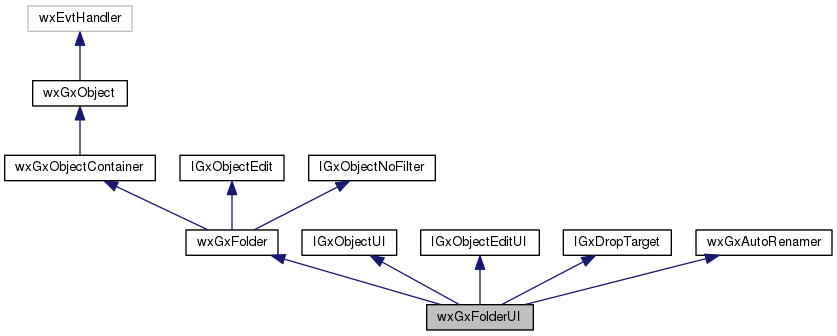 wxEvtHandler
wxGxObject
wxGxObjectContainer
IGxObjectEdit
IGxObjectNoFilter
wxGxFolder
IGxObjectUI
IGxObjectEditUI
IGxDropTarget
wxGxAutoRenamer
wxGxFolderUI